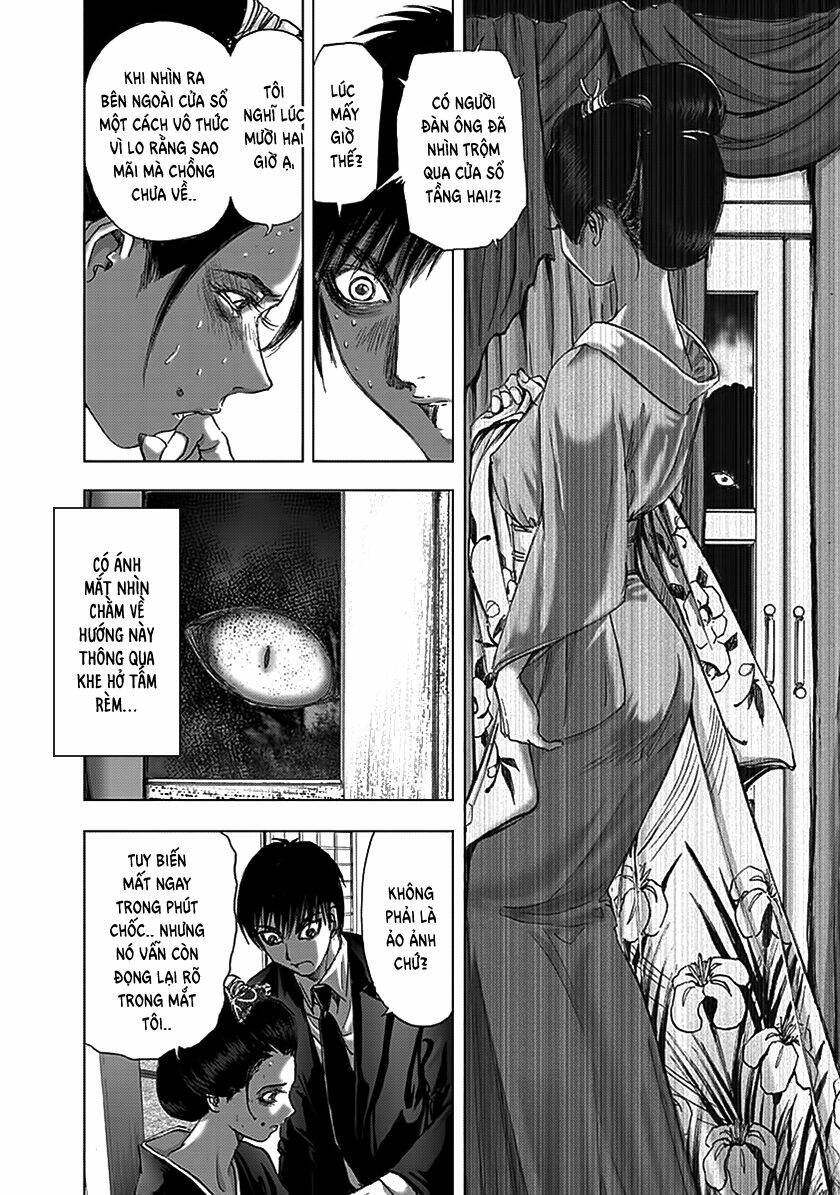 CÓ NGƯỜI
ĐÀN ÔNG ĐÃ
NHÌN TRỘM
QUA CỬA SỔ
TẦNG HAI!?
LÚC
MẤY
GIỜ
THẾ?
TÔI
NGHĨ LÚC
MƯỜI HAI
GIỜ Ạ,
KHI NHÌN RA
BÊN NGOÀI CỬA SỔ
MỘT CÁCH VÔ THỨC
VÌ LO RẰNG SAO
MÃI MÀ CHỒNG
CHƯA VỀ..
CÓ ÁNH
MẮT NHÌN
CHẰM VỀ
HƯỚNG NÀY
THÔNG QUA
KHE HỞ TẤM
RÈM...
KHÔNG
PHẢI LÀ
ẢO ẢNH
CHỨ?
TUY BIẾN
MẤT NGAY
TRONG PHÚT
CHỐC.. NHƯNG
NÓ VẪN CÒN
ĐỌNG LẠI RÕ
TRONG MẮT
TÔI..